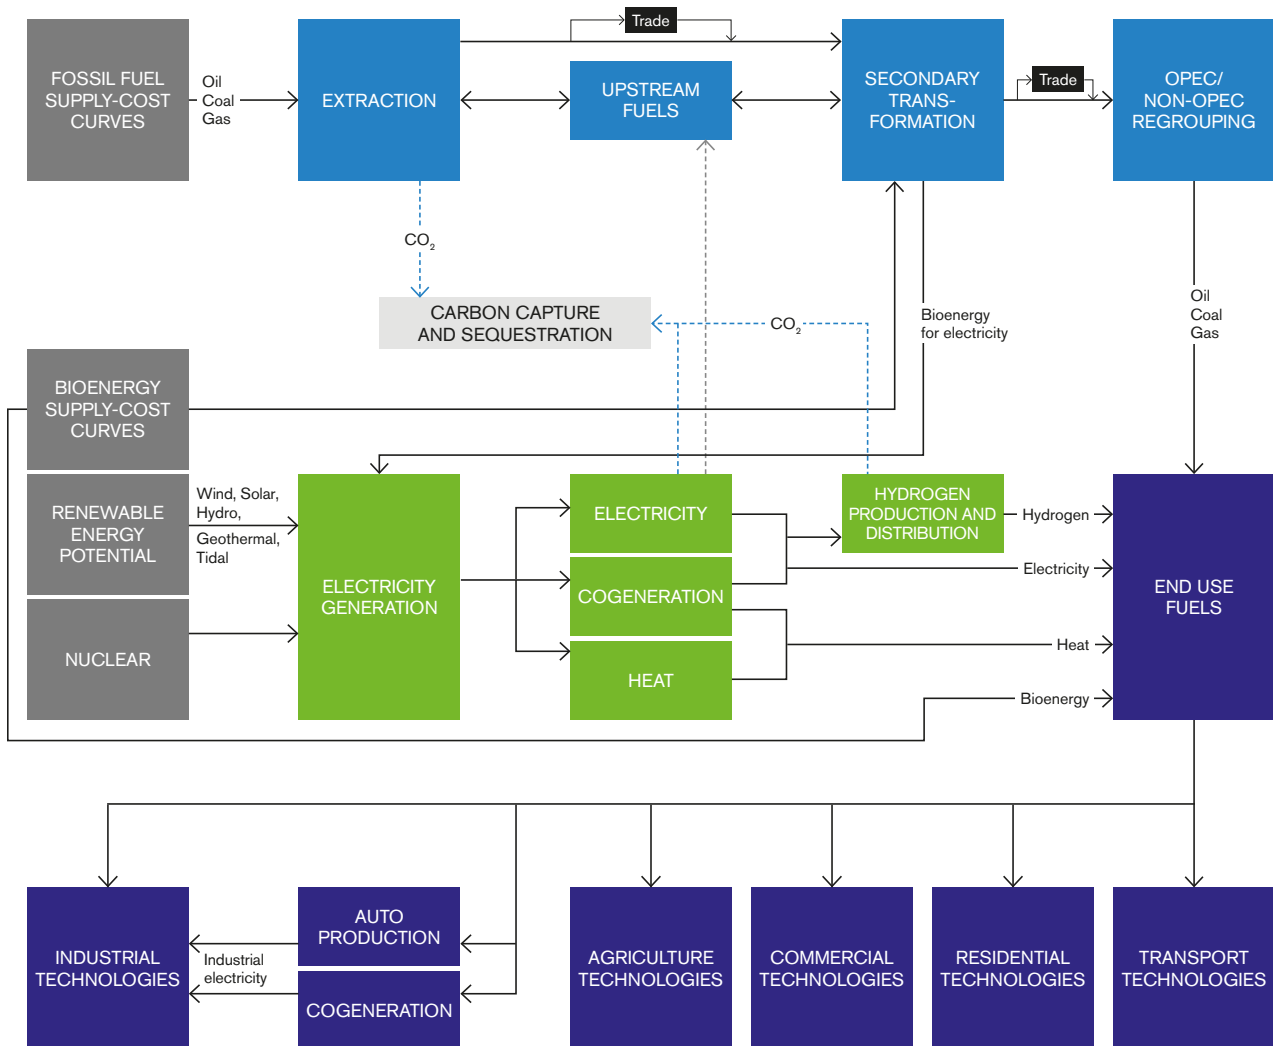 Trade
FOSSIL FUEL
SUPPLY-COST
CURVES
Oil
Coal
Gas
EXTRACTION
UPSTREAM
FUELS
SECONDARY
TRANS-
FORMATION
Trade
OPEC/
NON-OPEC
REGROUPING
CO₂
CARBON CAPTURE
AND SEQUESTRATION
CO₂
Bioenergy
for electricity
Oil
Coal
Gas
BIOENERGY
SUPPLY-COST
CURVES
RENEWABLE
ENERGY
POTENTIAL
Wind, Solar,
Hydro,
Geothermal,
Tidal
NUCLEAR
ELECTRICITY
GENERATION
ELECTRICITY
COGENERATION
HEAT
HYDROGEN
PRODUCTION AND
DISTRIBUTION
Hydrogen
Electricity
Heat
Bioenergy
END USE
FUELS
INDUSTRIAL
TECHNOLOGIES
Industrial
electricity
AUTO
PRODUCTION
COGENERATION
AGRICULTURE
TECHNOLOGIES
COMMERCIAL
TECHNOLOGIES
RESIDENTIAL
TECHNOLOGIES
TRANSPORT
TECHNOLOGIES